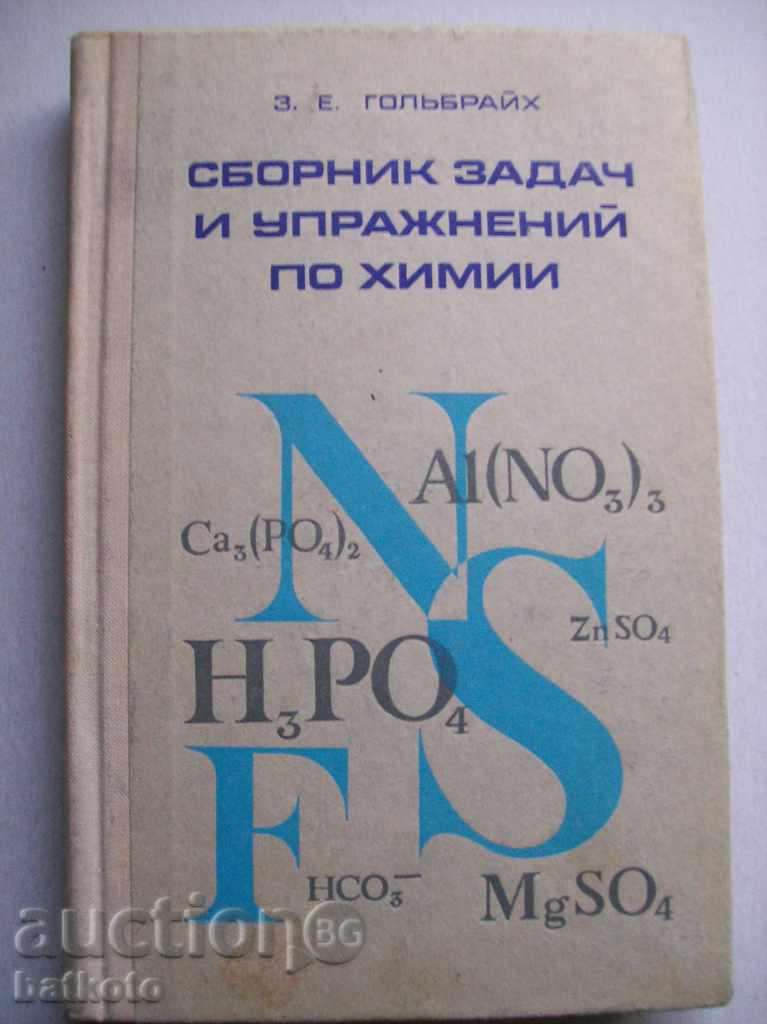 З. Е. ГОЛЬБРАЙХ
СБОРНИК ЗАДАЧ
И УПРАЖНЕНИЙ
ПО ХИМИИ
N
Al(NO₃)₃
Ca₃(PO₄)₂
S
ZnSO₄
H₃PO₄
F
HCO₃⁻
MgSO₄
auction BG
batkoto